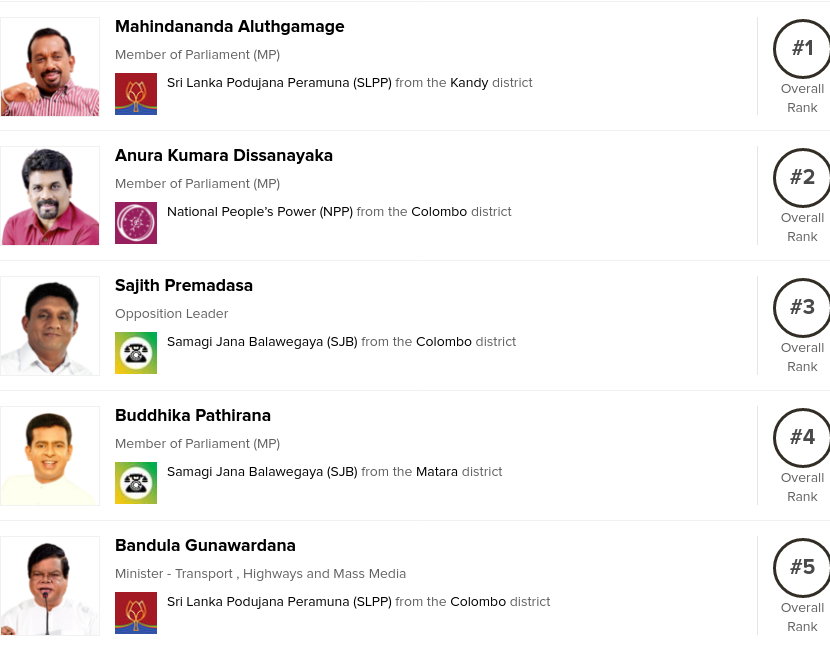 Mahindananda Aluthgamage
Member of Parliament (MP)
Sri Lanka Podujana Peramuna (SLPP) from the Kandy district
#1
Overall
Rank
Anura Kumara Dissanayaka
Member of Parliament (MP)
National People's Power (NPP) from the Colombo district
#2
Overall
Rank
Sajith Premadasa
Opposition Leader
Samagi Jana Balawegaya (SJB) from the Colombo district
#3
Overall
Rank
Buddhika Pathirana
Member of Parliament (MP)
Samagi Jana Balawegaya (SJB) from the Matara district
#4
Overall
Rank
Bandula Gunawardana
Minister - Transport , Highways and Mass Media
Sri Lanka Podujana Peramuna (SLPP) from the Colombo district
#5
Overall
Rank